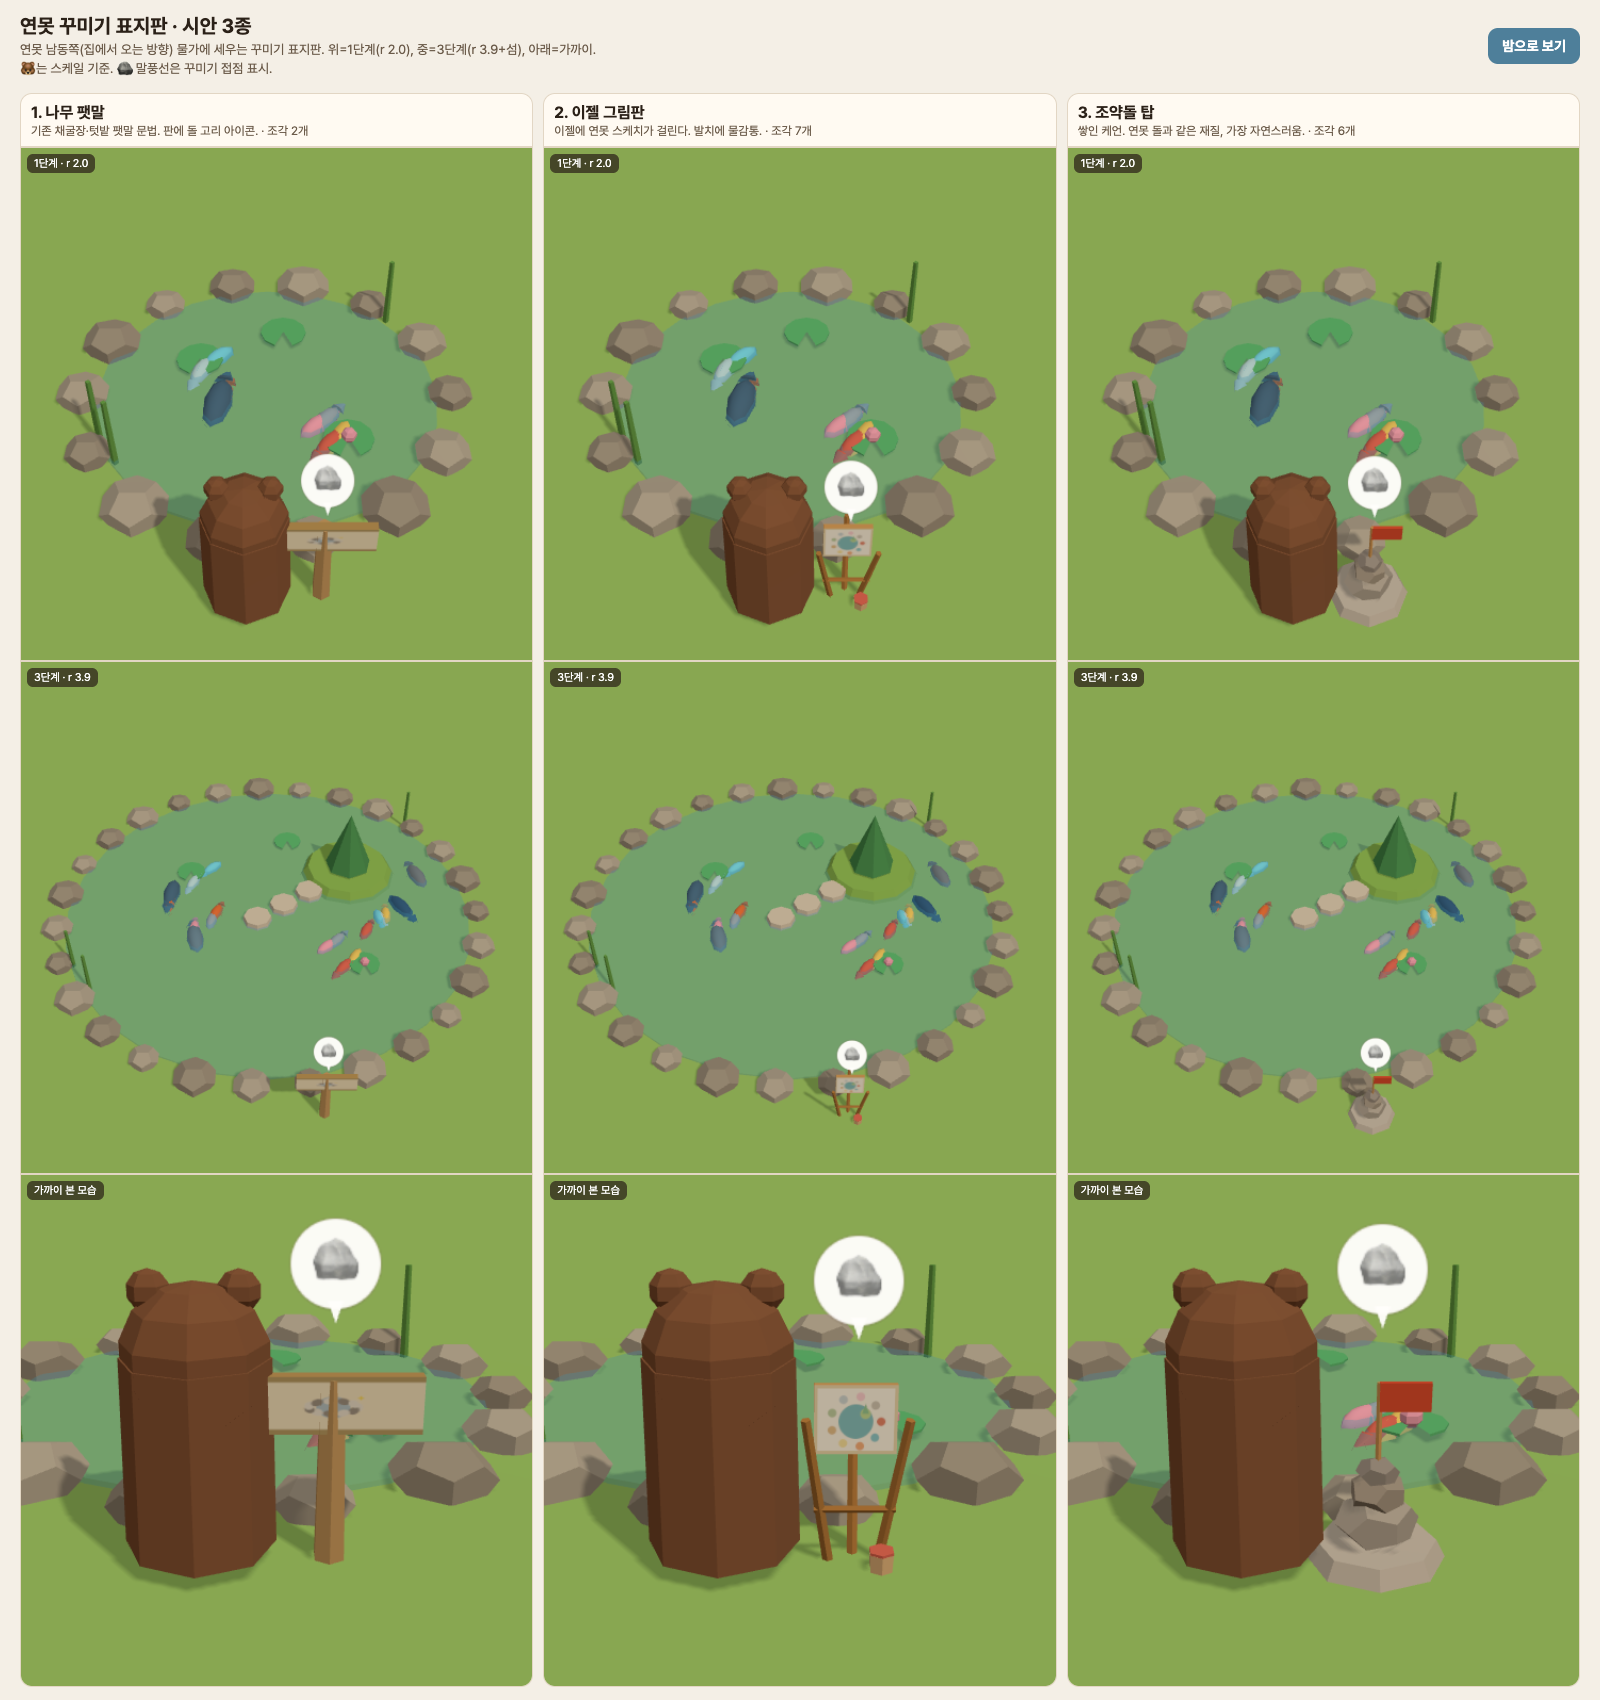 연못 꾸미기 표지판 · 시안 3종
연못 남동쪽(집에서 오는 방향) 물가에 세우는 꾸미기 표지판. 위=1단계(r 2.0), 중=3단계(r 3.9+섬), 아래=가까이.
🐻는 스케일 기준. 🪨 말풍선은 꾸미기 접점 표시.
밤으로 보기
1. 나무 팻말
기존 채굴장·텃밭 팻말 문법. 판에 돌 고리 아이콘. · 조각 2개
2. 이젤 그림판
이젤에 연못 스케치가 걸린다. 발치에 물감통. · 조각 7개
3. 조약돌 탑
쌓인 케언. 연못 돌과 같은 재질, 가장 자연스러움. · 조각 6개
1단계 · r 2.0
1단계 · r 2.0
1단계 · r 2.0
3단계 · r 3.9
3단계 · r 3.9
3단계 · r 3.9
가까이 본 모습
가까이 본 모습
가까이 본 모습